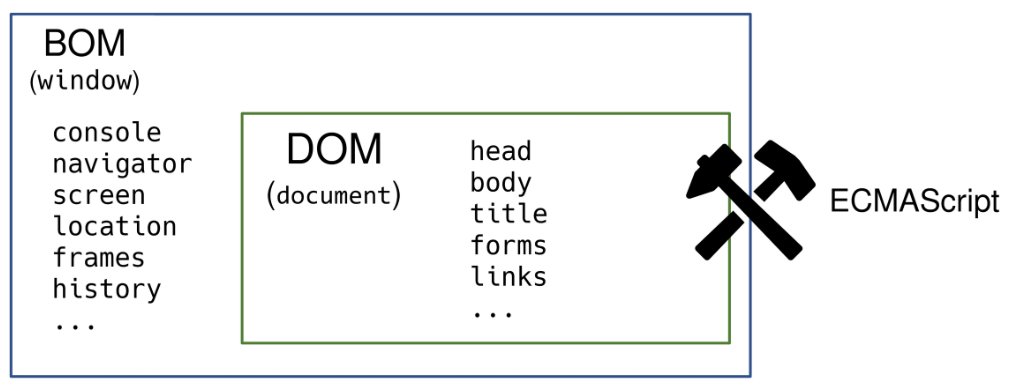 BOM
(window)
console
navigator
screen
location
frames
history
...
DOM
(document)
head
body
title
forms
links
...
ECMAScript